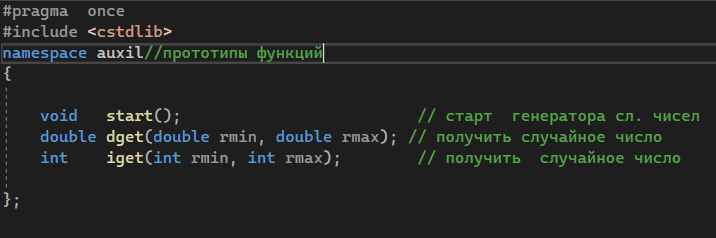 #pragma  once
#include <cstdlib>
namespace auxil//прототипы функций
{
void   start();                         // старт  генератора сл. чисел
double dget(double rmin, double rmax); // получить случайное число
int    iget(int rmin, int rmax);        // получить  случайное число
};